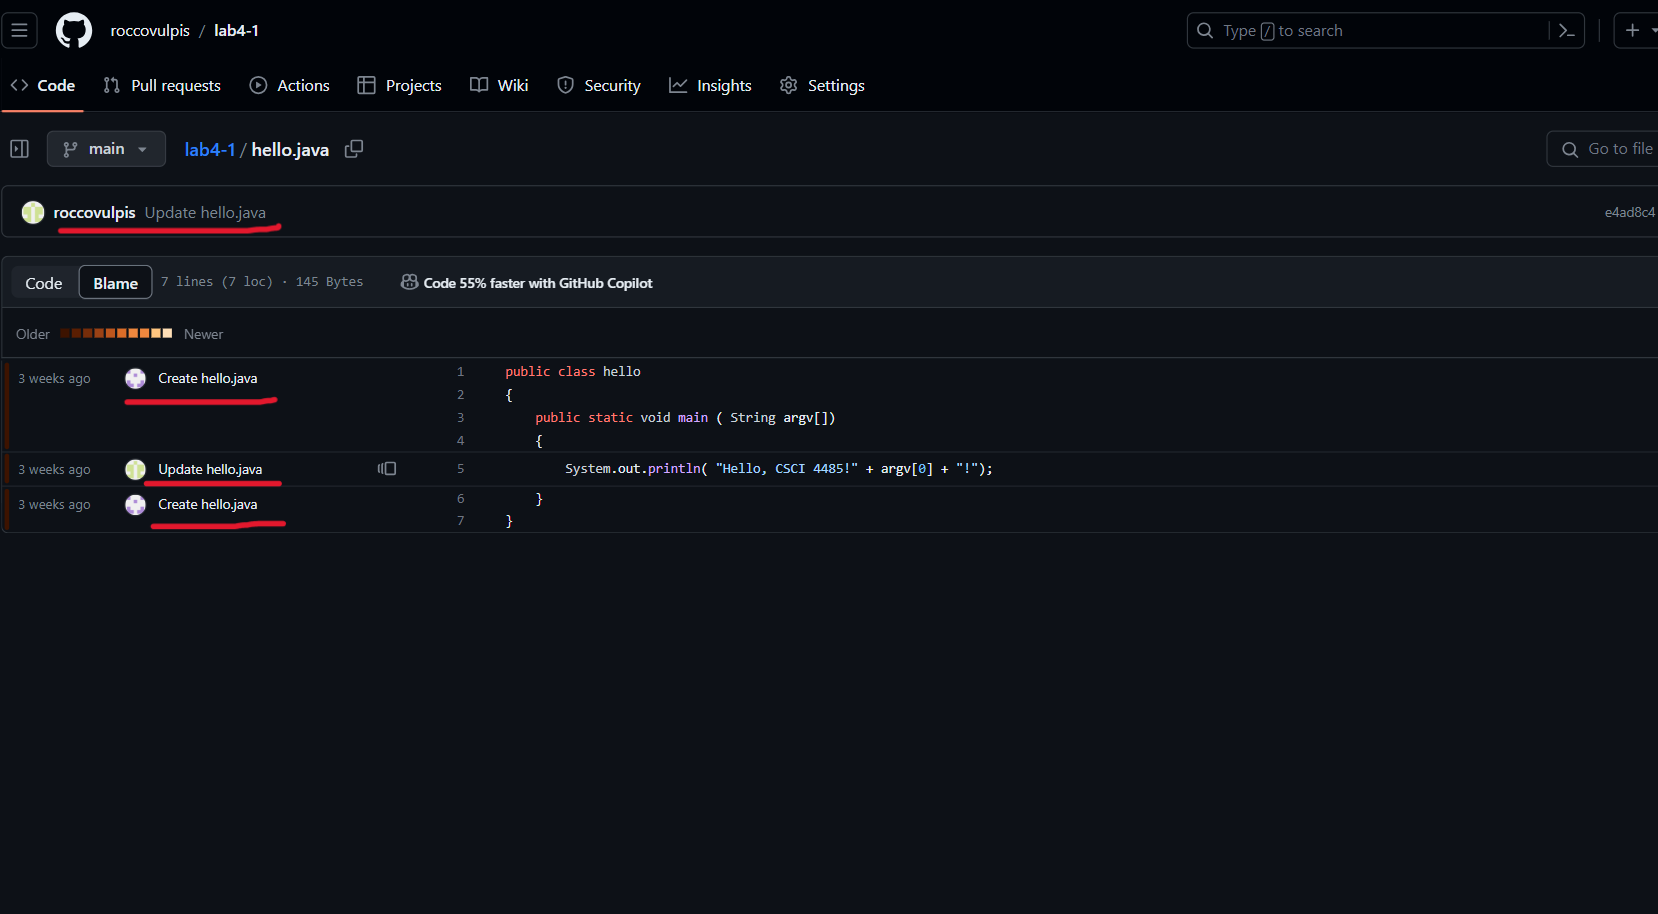 roccovulpis / lab4-1
Type / to search
Code Pull requests Actions Projects Wiki Security Insights Settings
main lab4-1 / hello.java Go to file
roccovulpis Update hello.java e4ad8c4
Code Blame 7 lines (7 loc) · 145 Bytes Code 55% faster with GitHub Copilot
Older Newer
3 weeks ago Create hello.java 1 public class hello
2 {
3 public static void main ( String argv[])
4 {
3 weeks ago Update hello.java 5 System.out.println( "Hello, CSCI 4485!" + argv[0] + "!");
3 weeks ago Create hello.java 6 }
7 }